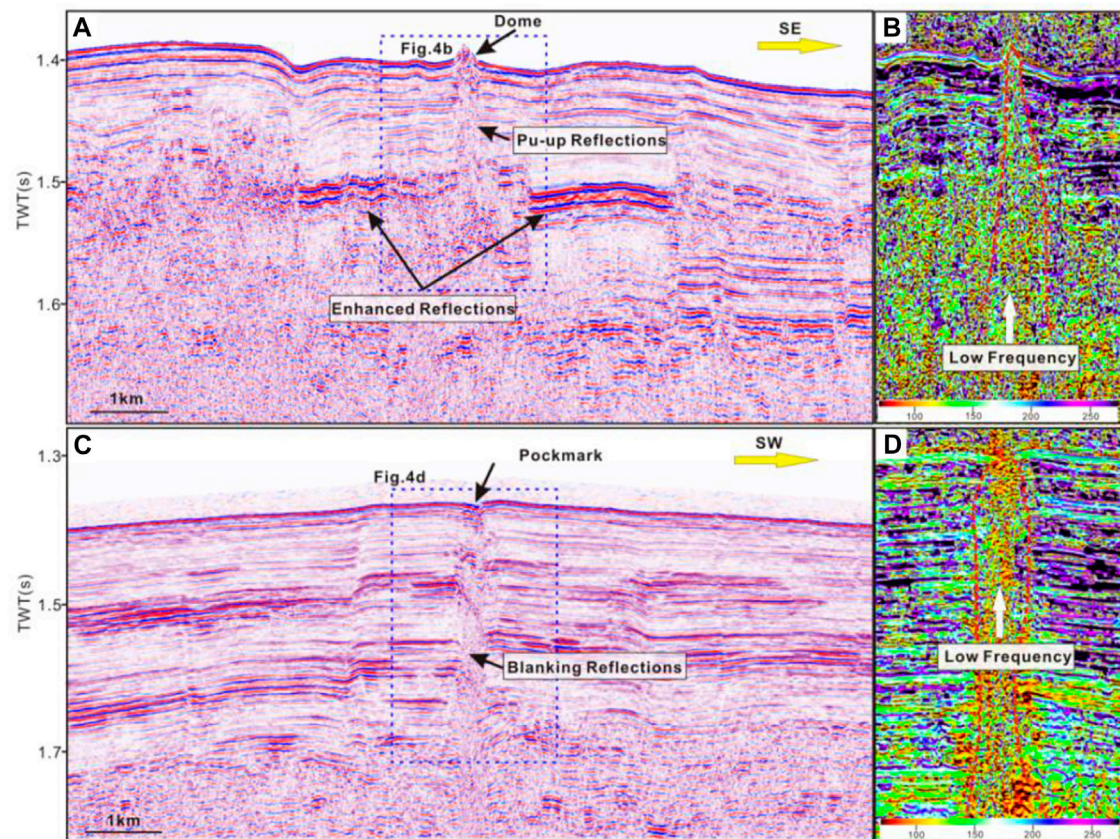 A
Dome
Fig.4b
SE
1.4
Pu-up Reflections
1.5
TWT(s)
Enhanced Reflections
1.6
1km
B
Low Frequency
100
150
200
250
C
1.3
Pockmark
SW
Fig.4d
TWT(s)
1.5
Blanking Reflections
1.7
1km
D
Low Frequency
100
150
200
250